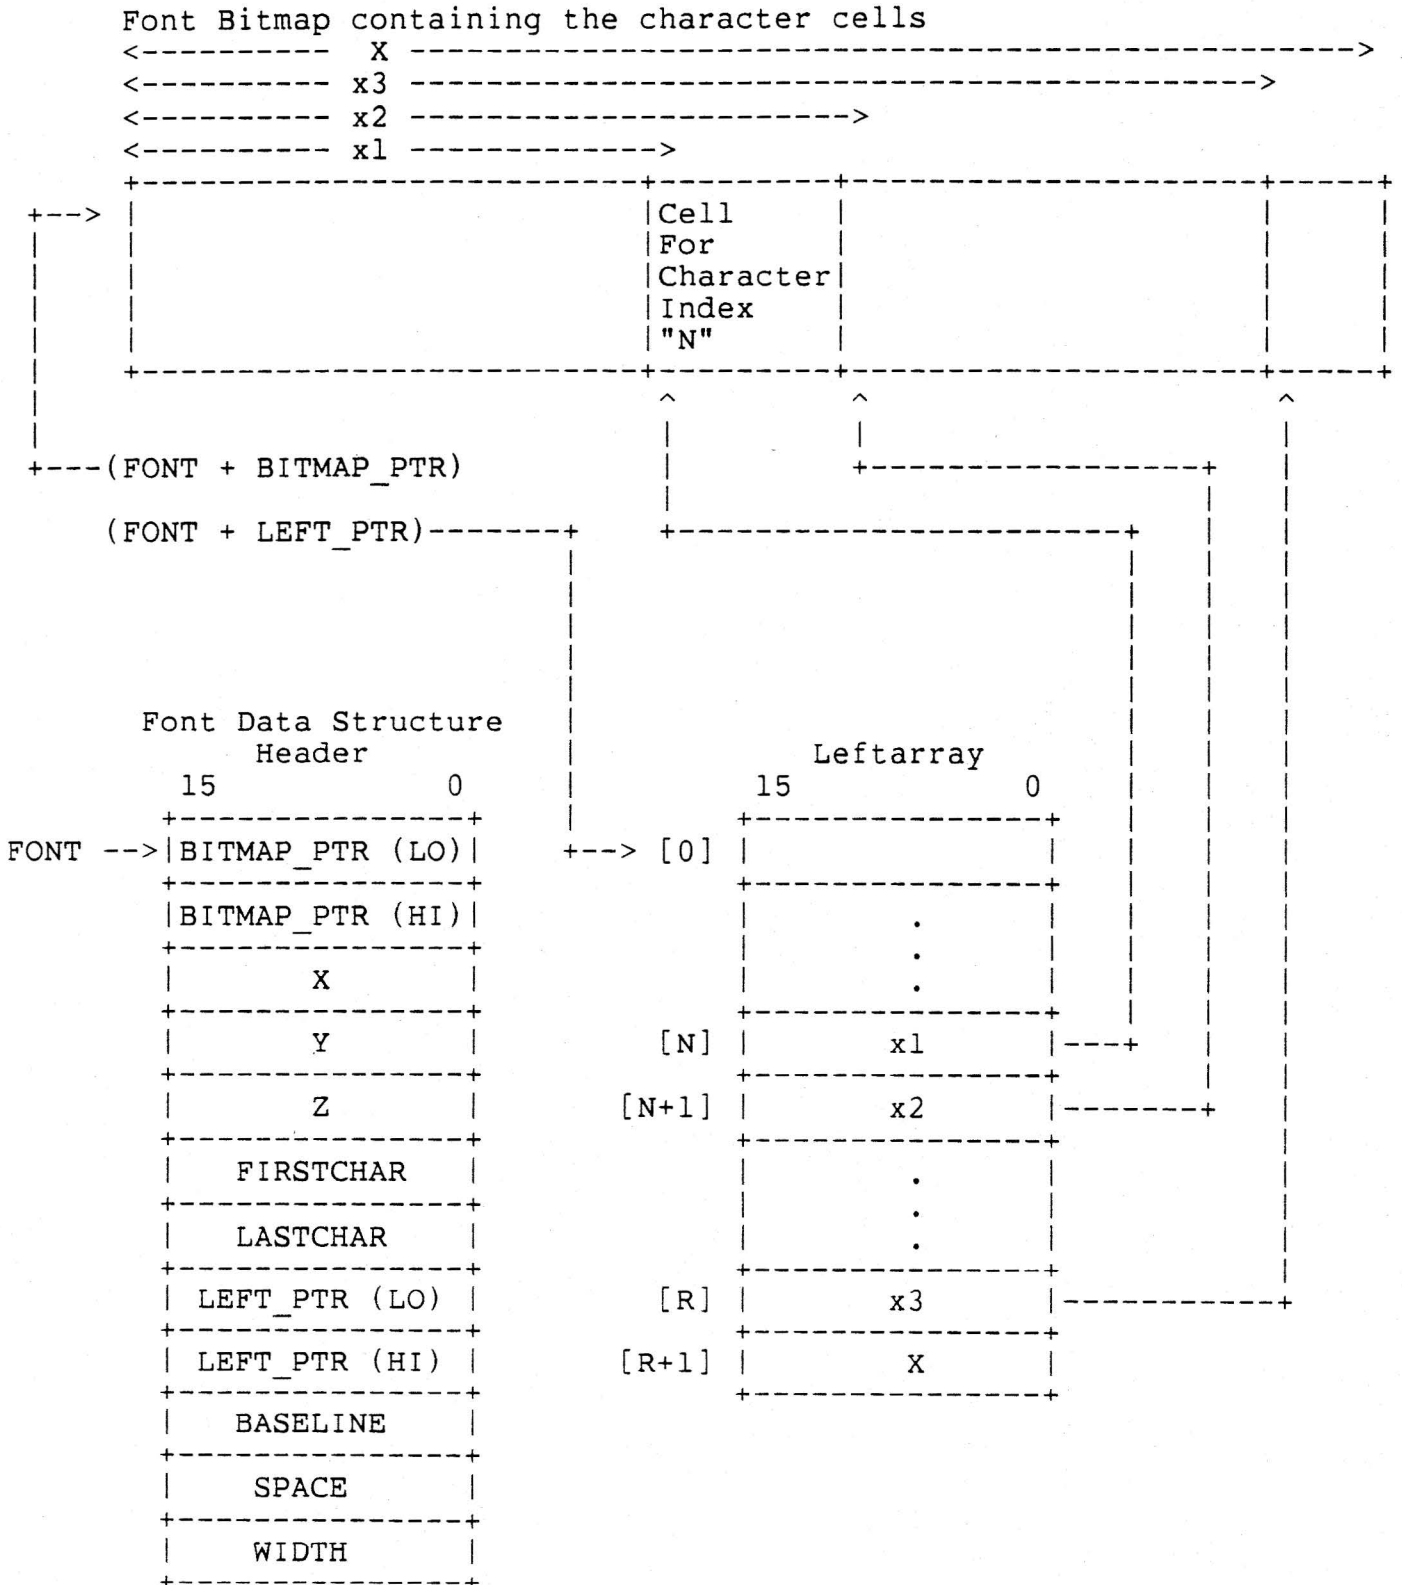 Font Bitmap containing the character cells
<---------- X ------------------------------------------------------------->
<---------- x3 ------------------------------------------------------->
<---------- x2 ----------------------------->
<---------- x1 ---------------->
Cell
For
Character
Index
"N"
(FONT + BITMAP_PTR)
(FONT + LEFT_PTR)
Font Data Structure
Header
Leftarray
15 0 15 0
FONT --> BITMAP_PTR (LO) +--> [0]
BITMAP_PTR (HI)
X
Y [N] x1
Z [N+1] x2
FIRSTCHAR
LASTCHAR
LEFT_PTR (LO) [R] x3
LEFT_PTR (HI) [R+1] X
BASELINE
SPACE
WIDTH